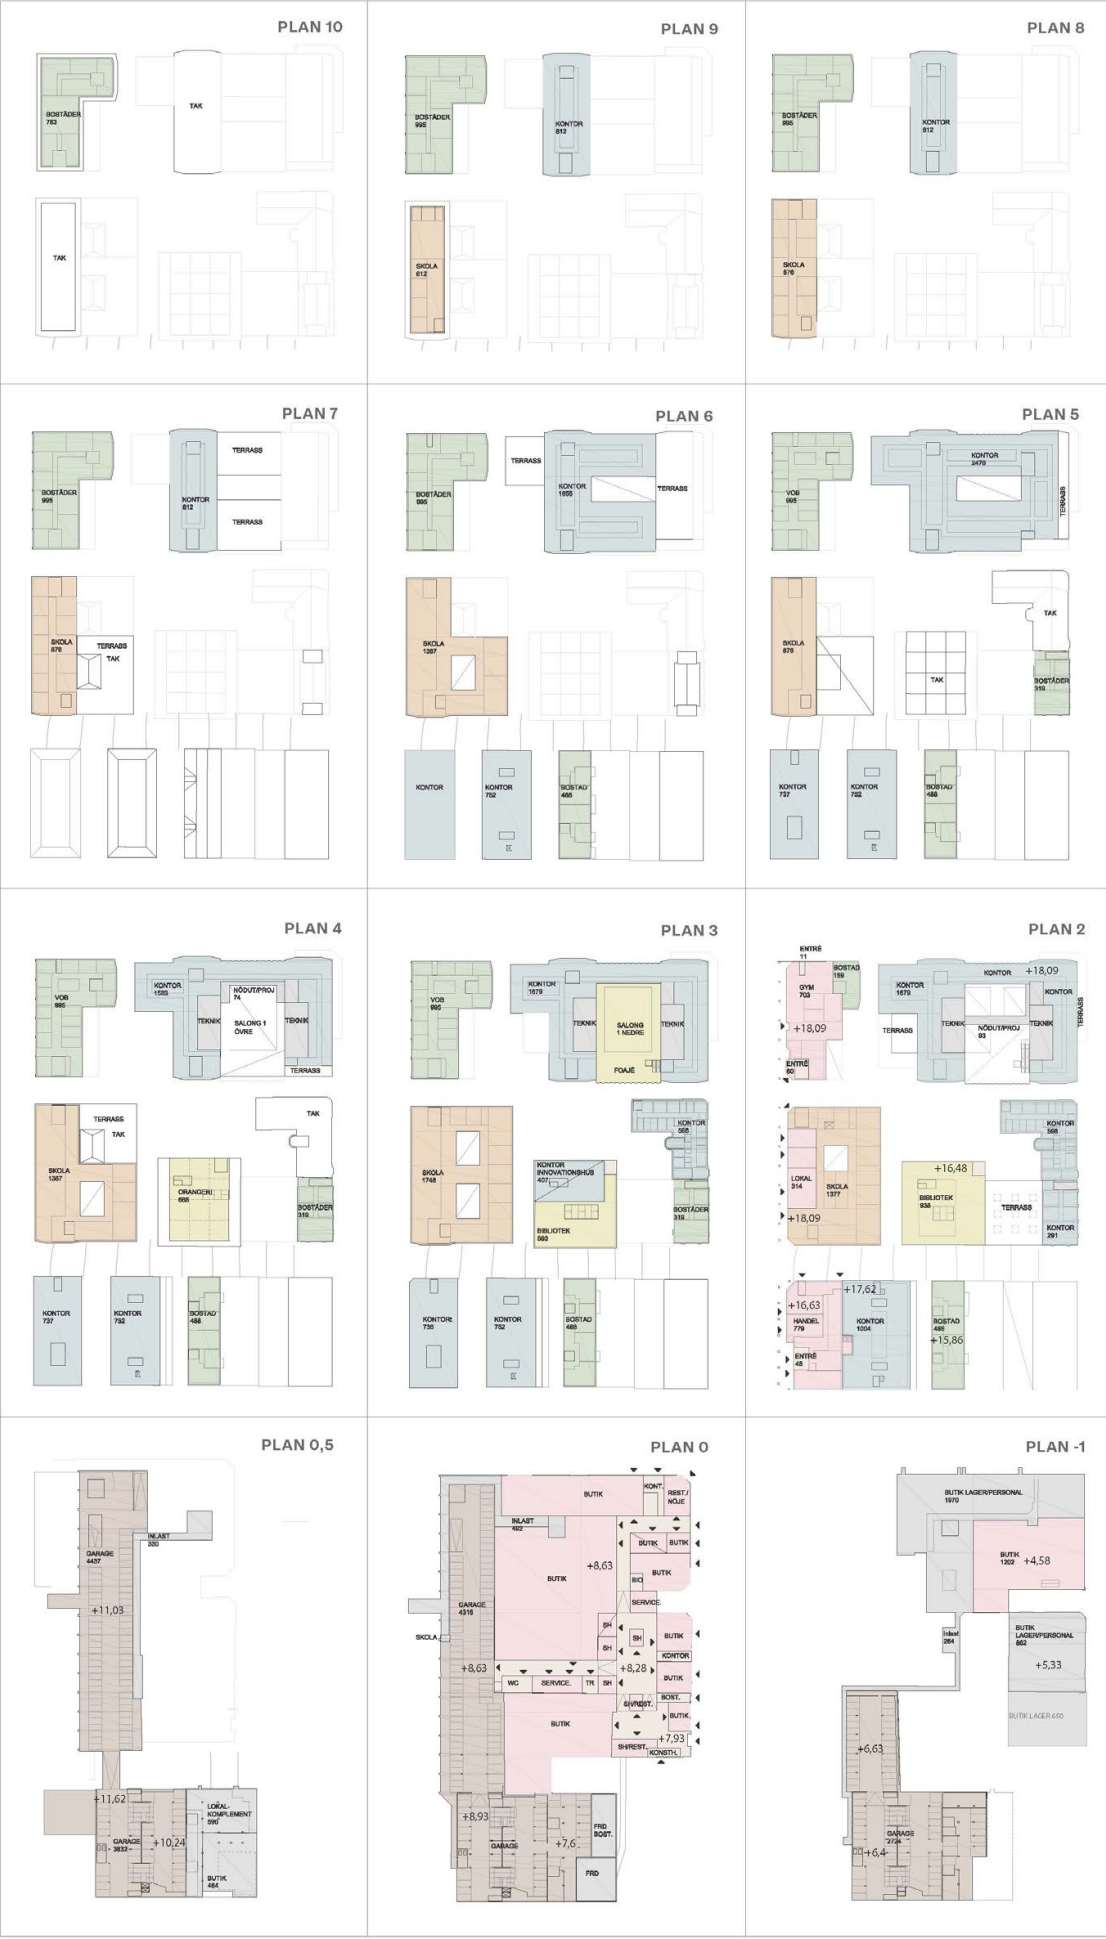 PLAN 10
BOSTÄDER
783
TAK
TAK
PLAN 9
BOSTÄDER
995
KONTOR
812
SKOLA
612
PLAN 8
BOSTÄDER
995
KONTOR
812
SKOLA
876
PLAN 7
BOSTÄDER
995
KONTOR
812
TERRASS
TERRASS
SKOLA
876
TERRASS
TAK
PLAN 6
BOSTÄDER
995
TERRASS
KONTOR
TERRASS
SKOLA
1387
KONTOR
KONTOR
752
BOSTAD
488
PLAN 5
VOB
995
KONTOR
2470
TERRASS
SKOLA
876
TAK
TAK
BOSTÄDER
319
KONTOR
737
KONTOR
752
BOSTAD
488
PLAN 4
VOB
995
KONTOR
NÖDUT/PROJ
74
TEKNIK
SALONG 1
ÖVRE
TEKNIK
TERRASS
SKOLA
1387
TERRASS
TAK
ORANGERI
TAK
BOSTÄDER
319
KONTOR
737
KONTOR
752
BOSTAD
488
PLAN 3
VOB
995
KONTOR
1679
TEKNIK
SALONG
1 NEDRE
TEKNIK
FOAJÉ
SKOLA
1748
KONTOR
INNOVATIONSHUB
407
BIBLIOTEK
593
KONTOR
598
BOSTÄDER
319
KONTOR
736
KONTOR
752
BOSTAD
488
PLAN 2
ENTRÉ
11
GYM
703
BOSTAD
159
+18,09
ENTRÉ
60
KONTOR
1679
KONTOR
+18,09
KONTOR
TERRASS
TEKNIK
NÖDUT/PROJ
93
TEKNIK
TERRASS
LOKAL
314
SKOLA
1377
+18,09
+16,48
BIBLIOTEK
938
TERRASS
KONTOR
598
KONTOR
291
+16,63
HANDEL
779
ENTRÉ
48
+17,62
KONTOR
1004
BOSTAD
488
+15,86
PLAN 0,5
INLAST
330
GARAGE
4437
+11,03
+11,62
GARAGE
3832
+10,24
LOKAL-
KOMPLEMENT
590
BUTIK
464
PLAN 0
BUTIK
KONT.
REST./
NÖJE
INLAST
492
BUTIK
BUTIK
+8,63
BUTIK
BIO
BUTIK
SERVICE.
GARAGE
4316
SKOLA
SH
SH
SH
BUTIK
KONTOR
+8,63
+8,28
BUTIK
WC
SERVICE.
TR
SH
BOST.
SH/REST.
BUTIK
BUTIK
+7,93
SH/REST.
KONSTH.
+8,93
GARAGE
+7,6
FRD
BOST.
FRD
PLAN -1
BUTIK LAGER/PERSONAL
1970
BUTIK
1202
+4,58
Inlast
264
BUTIK
LAGER/PERSONAL
862
+5,33
BUTIK LAGER 650
+6,63
GARAGE
2724
+6,4